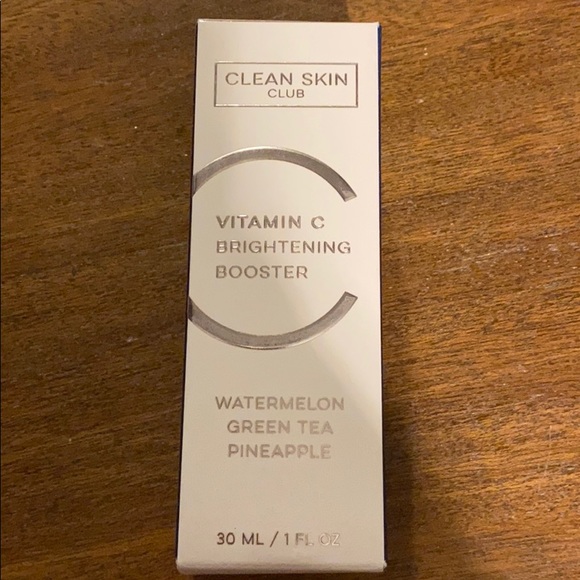 CLEAN SKIN
CLUB
VITAMIN C
BRIGHTENING
BOOSTER
WATERMELON
GREEN TEA
PINEAPPLE
30 ML / 1 FL OZ